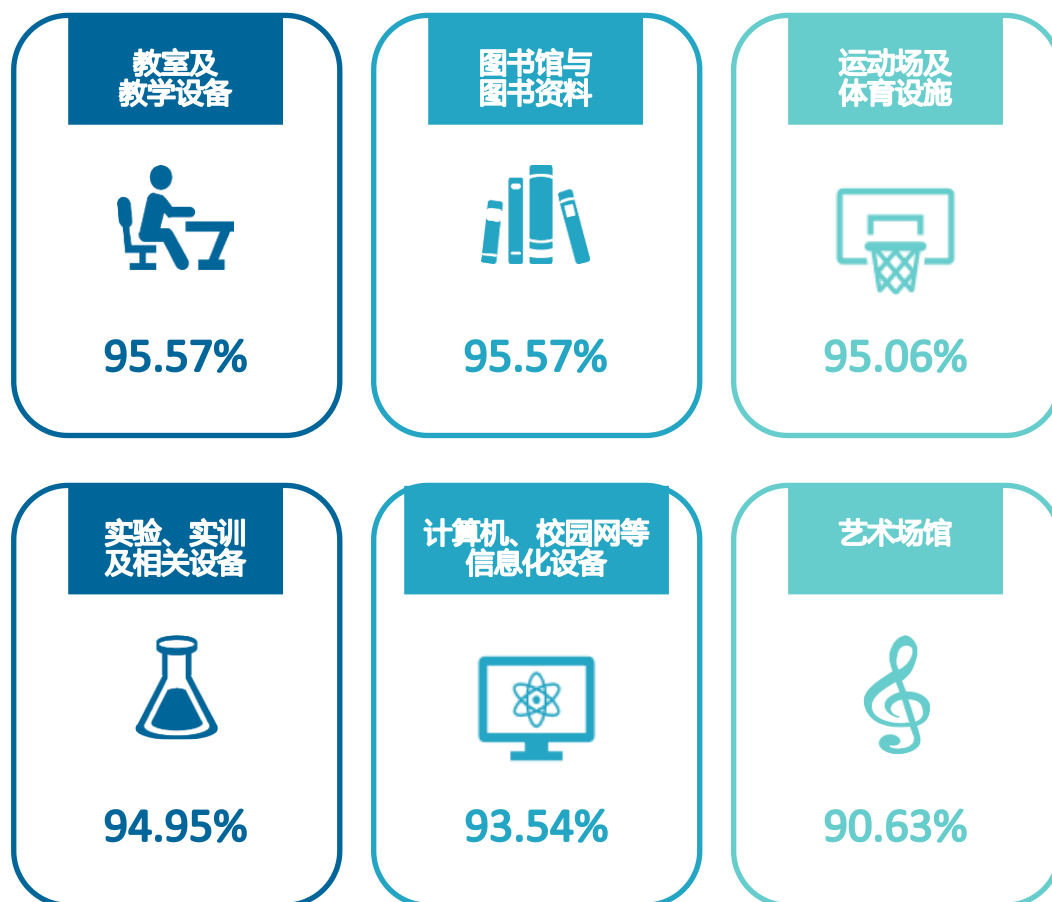 教室及
教学设备
95.57%
图书馆与
图书资料
95.57%
运动场及
体育设施
95.06%
实验、实训
及相关设备
94.95%
计算机、校园网等
信息化设备
93.54%
艺术场馆
90.63%